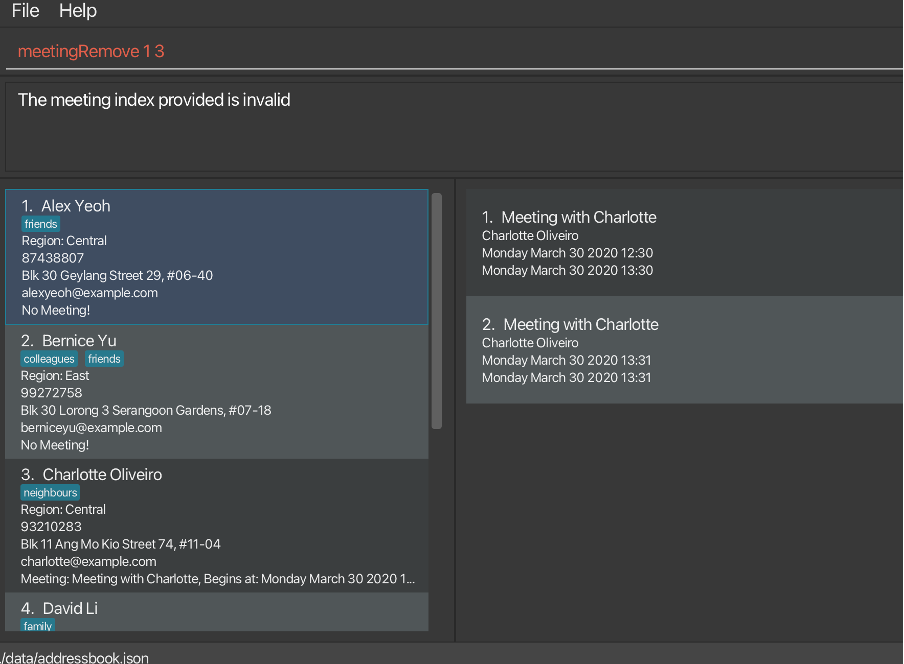 File Help
meetingRemove 1 3
The meeting index provided is invalid
1. Alex Yeoh
friends
Region: Central
87438807
Blk 30 Geylang Street 29, #06-40
alexyeoh@example.com
No Meeting!
2. Bernice Yu
colleagues friends
Region: East
99272758
Blk 30 Lorong 3 Serangoon Gardens, #07-18
berniceyu@example.com
No Meeting!
3. Charlotte Oliveiro
neighbours
Region: Central
93210283
Blk 11 Ang Mo Kio Street 74, #11-04
charlotte@example.com
Meeting: Meeting with Charlotte, Begins at: Monday March 30 2020 1...
4. David Li
family
1. Meeting with Charlotte
Charlotte Oliveiro
Monday March 30 2020 12:30
Monday March 30 2020 13:30
2. Meeting with Charlotte
Charlotte Oliveiro
Monday March 30 2020 13:31
Monday March 30 2020 13:31
/data/addressbook.json